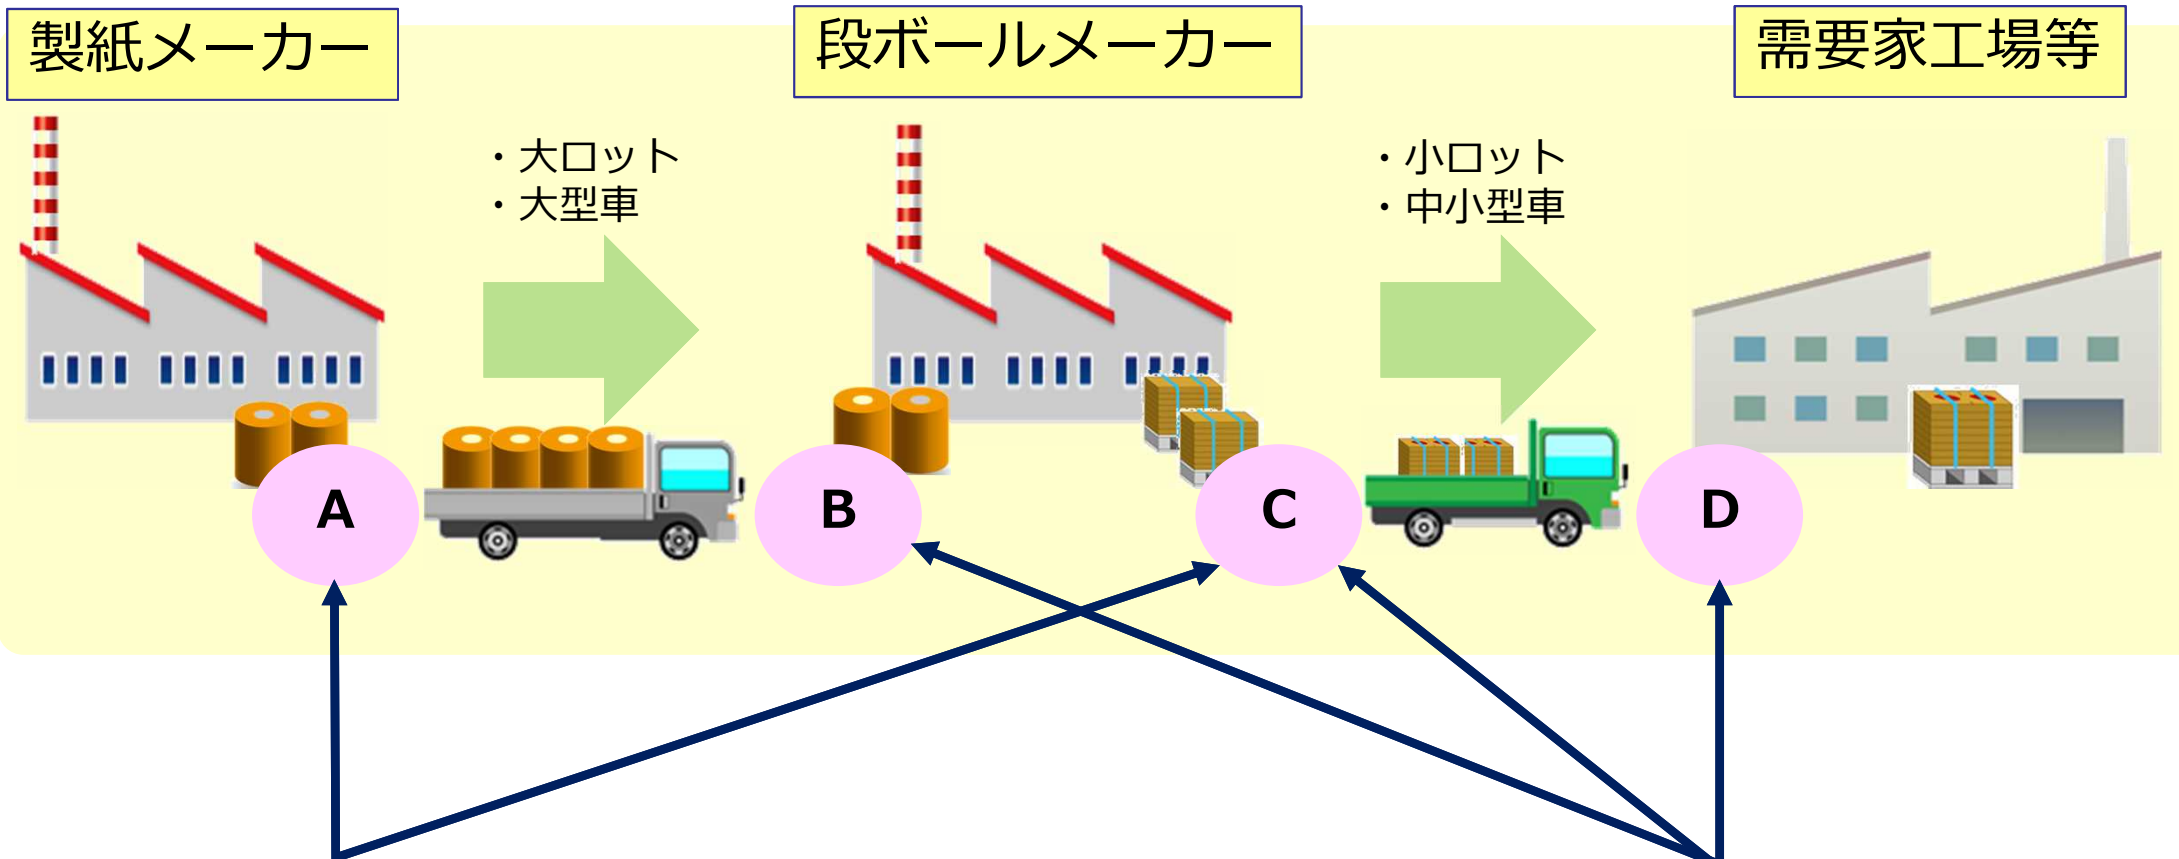 製紙メーカー
段ボールメーカー
需要家工場等
・大ロット
・大型車
・小ロット
・中小型車
A
B
C
D